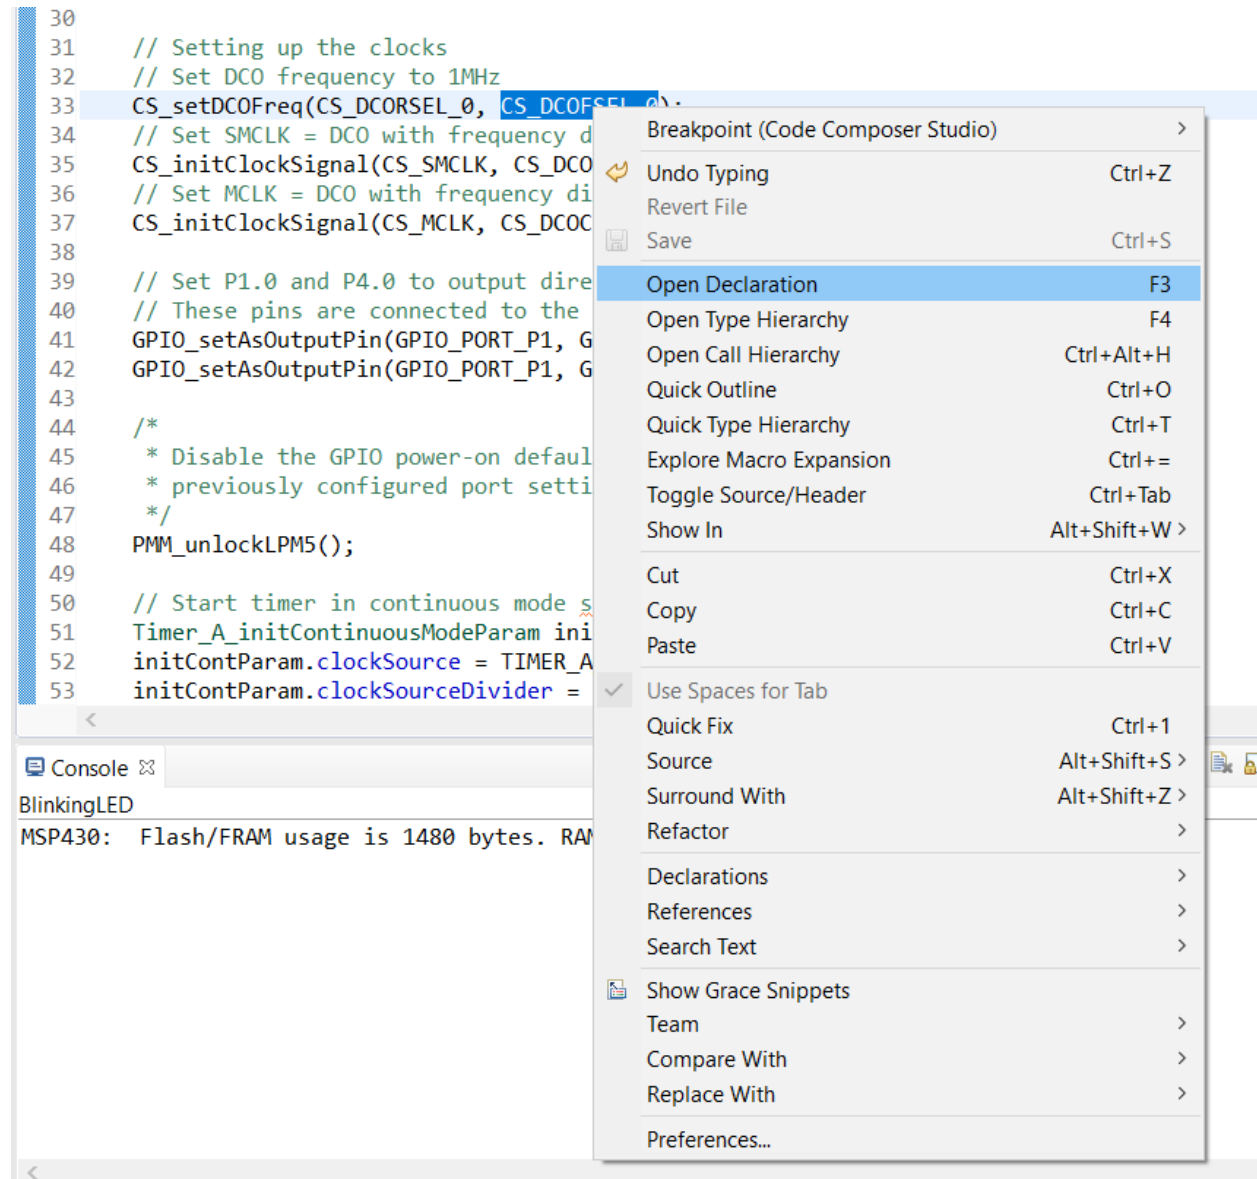 30
31 // Setting up the clocks
32 // Set DCO frequency to 1MHz
33 CS_setDCOFreq(CS_DCORSEL_0, CS_DCOFSEL_0);
34 // Set SMCLK = DCO with frequency d
35 CS_initClockSignal(CS_SMCLK, CS_DCO
36 // Set MCLK = DCO with frequency di
37 CS_initClockSignal(CS_MCLK, CS_DCOC
38
39 // Set P1.0 and P4.0 to output dire
40 // These pins are connected to the
41 GPIO_setAsOutputPin(GPIO_PORT_P1, G
42 GPIO_setAsOutputPin(GPIO_PORT_P1, G
43
44 /*
45 * Disable the GPIO power-on defaul
46 * previously configured port setti
47 */
48 PMM_unlockLPM5();
49
50 // Start timer in continuous mode s
51 Timer_A_initContinuousModeParam ini
52 initContParam.clockSource = TIMER_A
53 initContParam.clockSourceDivider =
Breakpoint (Code Composer Studio) >
Undo Typing Ctrl+Z
Revert File
Save Ctrl+S
Open Declaration F3
Open Type Hierarchy F4
Open Call Hierarchy Ctrl+Alt+H
Quick Outline Ctrl+O
Quick Type Hierarchy Ctrl+T
Explore Macro Expansion Ctrl+=
Toggle Source/Header Ctrl+Tab
Show In Alt+Shift+W >
Cut Ctrl+X
Copy Ctrl+C
Paste Ctrl+V
Use Spaces for Tab
Quick Fix Ctrl+1
Source Alt+Shift+S >
Surround With Alt+Shift+Z >
Refactor >
Declarations >
References >
Search Text >
Show Grace Snippets
Team >
Compare With >
Replace With >
Preferences...
Console
BlinkingLED
MSP430: Flash/FRAM usage is 1480 bytes. RAM